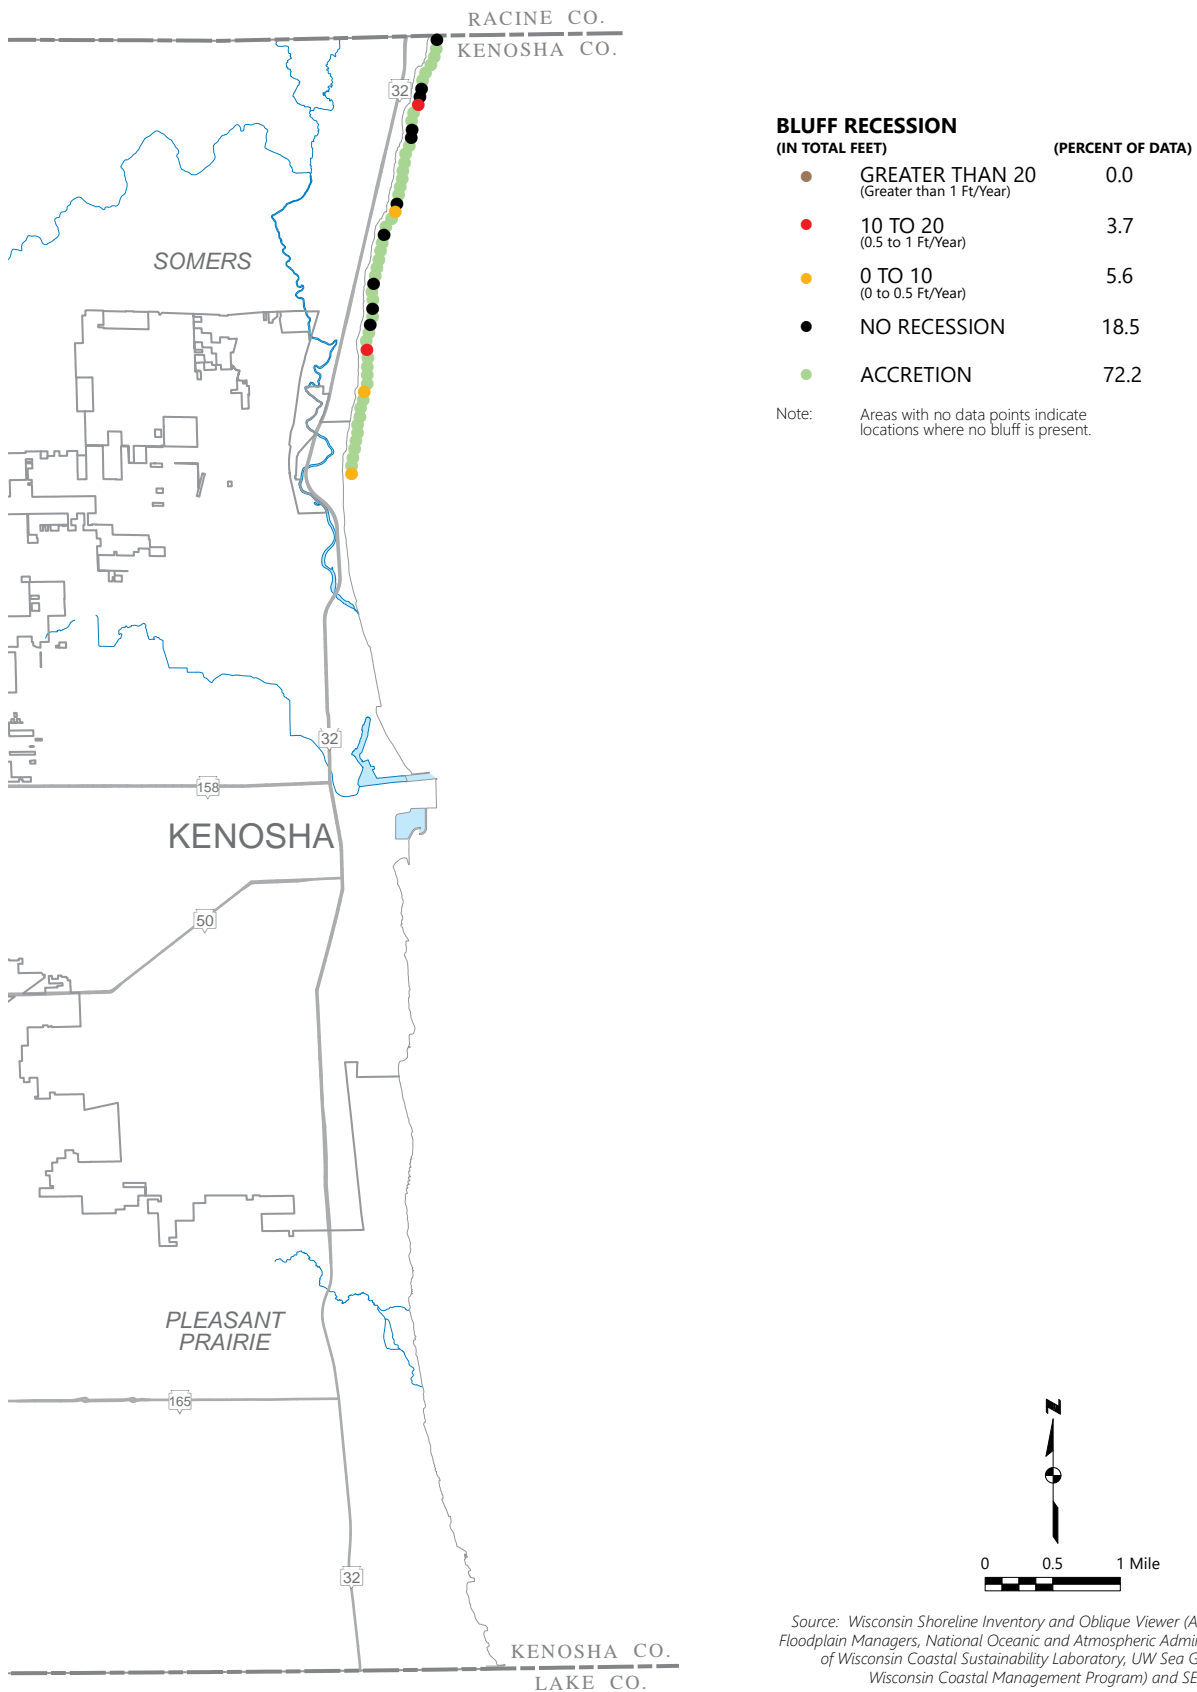 RACINE CO.
KENOSHA CO.
32
SOMERS
BLUFF RECESSION
(IN TOTAL FEET) (PERCENT OF DATA)
GREATER THAN 20 0.0
(Greater than 1 Ft/Year)
10 TO 20 3.7
(0.5 to 1 Ft/Year)
0 TO 10 5.6
(0 to 0.5 Ft/Year)
NO RECESSION 18.5
ACCRETION 72.2
Note: Areas with no data points indicate
locations where no bluff is present.
32
158
KENOSHA
50
PLEASANT
PRAIRIE
165
32
Z
0 0.5 1 Mile
KENOSHA CO.
LAKE CO.
Source: Wisconsin Shoreline Inventory and Oblique Viewer (A
Floodplain Managers, National Oceanic and Atmospheric Admi
of Wisconsin Coastal Sustainability Laboratory, UW Sea G
Wisconsin Coastal Management Program) and SE